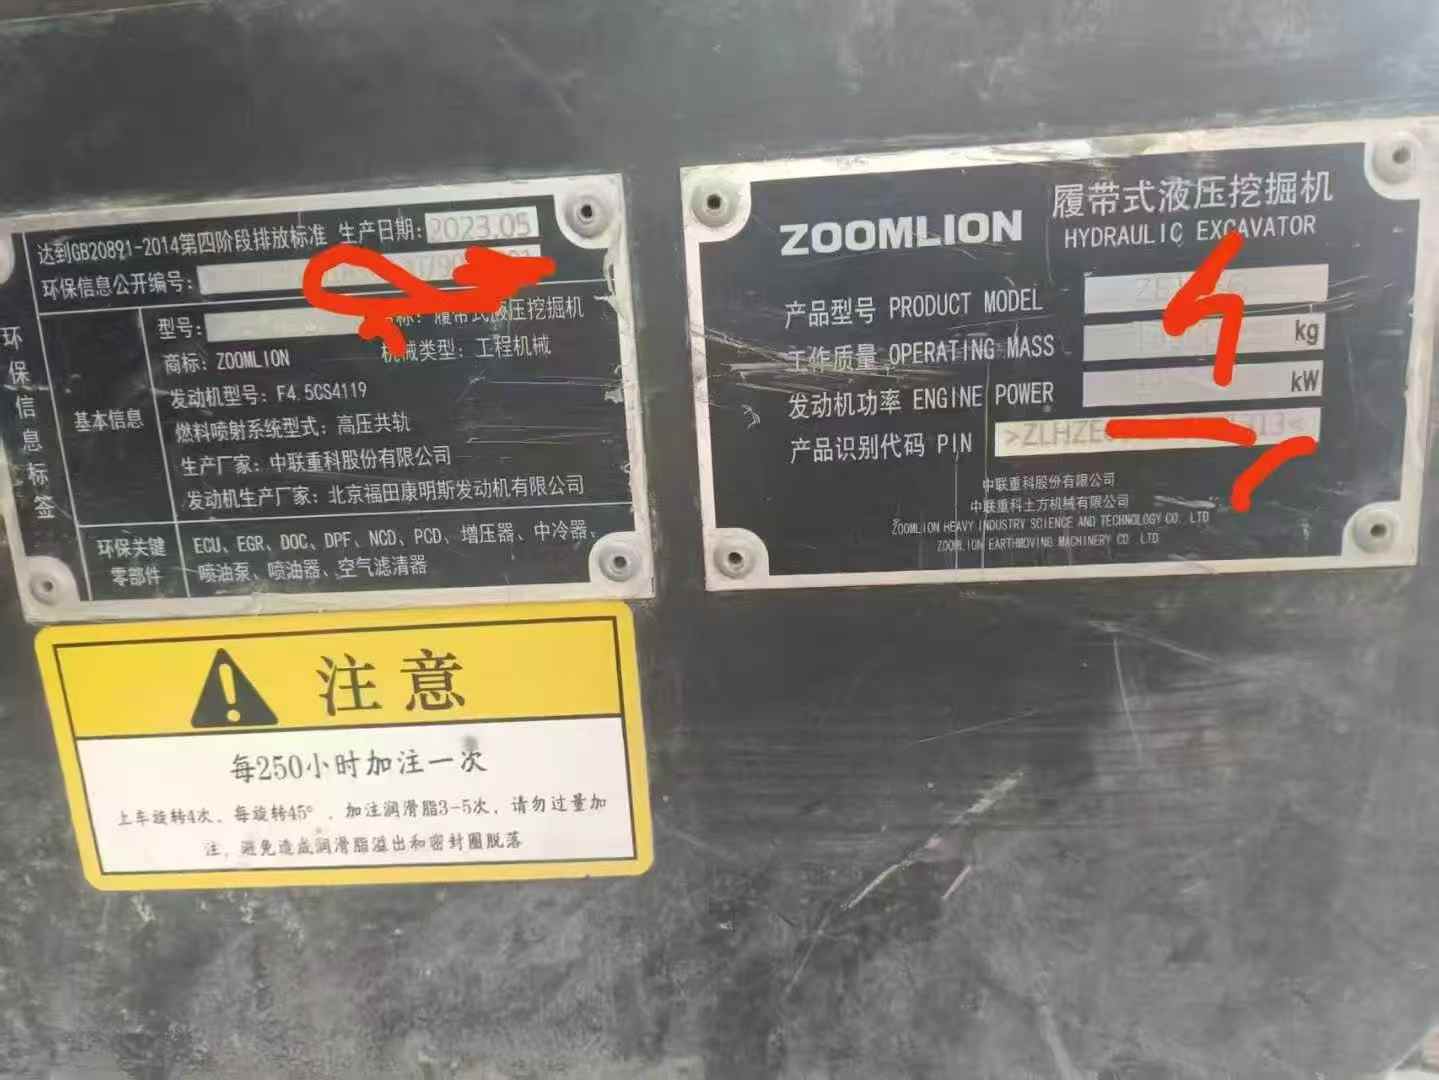 达到GB20891-2014第四阶段排放标准 生产日期: 2023.05
环保信息公开编号:
环保信息标签
基本信息
型号:
名称: 履带式液压挖掘机
商标: ZOOMLION
机械类型: 工程机械
发动机型号: F4.5CS4119
燃料喷射系统型式: 高压共轨
生产厂家: 中联重科股份有限公司
发动机生产厂家: 北京福田康明斯发动机有限公司
环保关键零部件
ECU、EGR、DOC、DPF、NCD、PCD、增压器、中冷器、
喷油泵、喷油器、空气滤清器
注意
每250小时加注一次
上车旋转4次, 每旋转45°, 加注润滑脂3-5次, 请勿过量加
注, 避免造成润滑脂溢出和密封圈脱落
ZOOMLION
履带式液压挖掘机
HYDRAULIC EXCAVATOR
产品型号 PRODUCT MODEL
工作质量 OPERATING MASS kg
发动机功率 ENGINE POWER kW
产品识别代码 PIN
中联重科股份有限公司
中联重科土方机械有限公司
ZOOMLION HEAVY INDUSTRY SCIENCE AND TECHNOLOGY CO. LTD
ZOOMLION EARTHMOVING MACHINERY CO. LTD